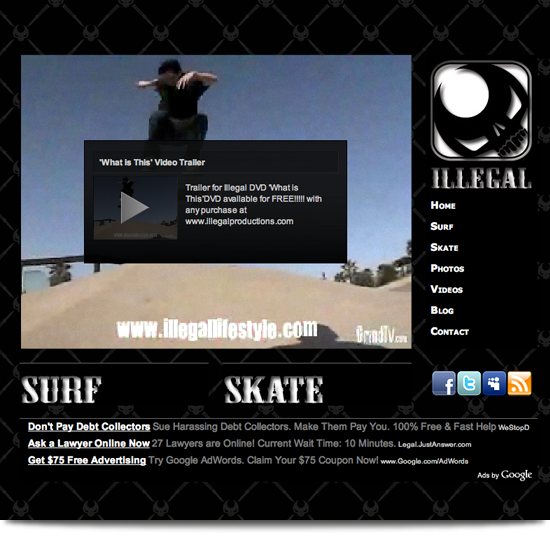 'What is This' Video Trailer
Trailer for Illegal DVD 'What is
This'DVD available for FREE!!!!! with
any purchase at
www.illegalproductions.com
www.illegallifestyle.com
GrindTV.com
ILLEGAL
Home
Surf
Skate
Photos
Videos
Blog
Contact
SURF
SKATE
Don't Pay Debt Collectors Sue Harassing Debt Collectors. Make Them Pay You. 100% Free & Fast Help WeStopD
Ask a Lawyer Online Now 27 Lawyers are Online! Current Wait Time: 10 Minutes. Legal.JustAnswer.com
Get $75 Free Advertising Try Google AdWords. Claim Your $75 Coupon Now! www.Google.com/AdWords
Ads by Google